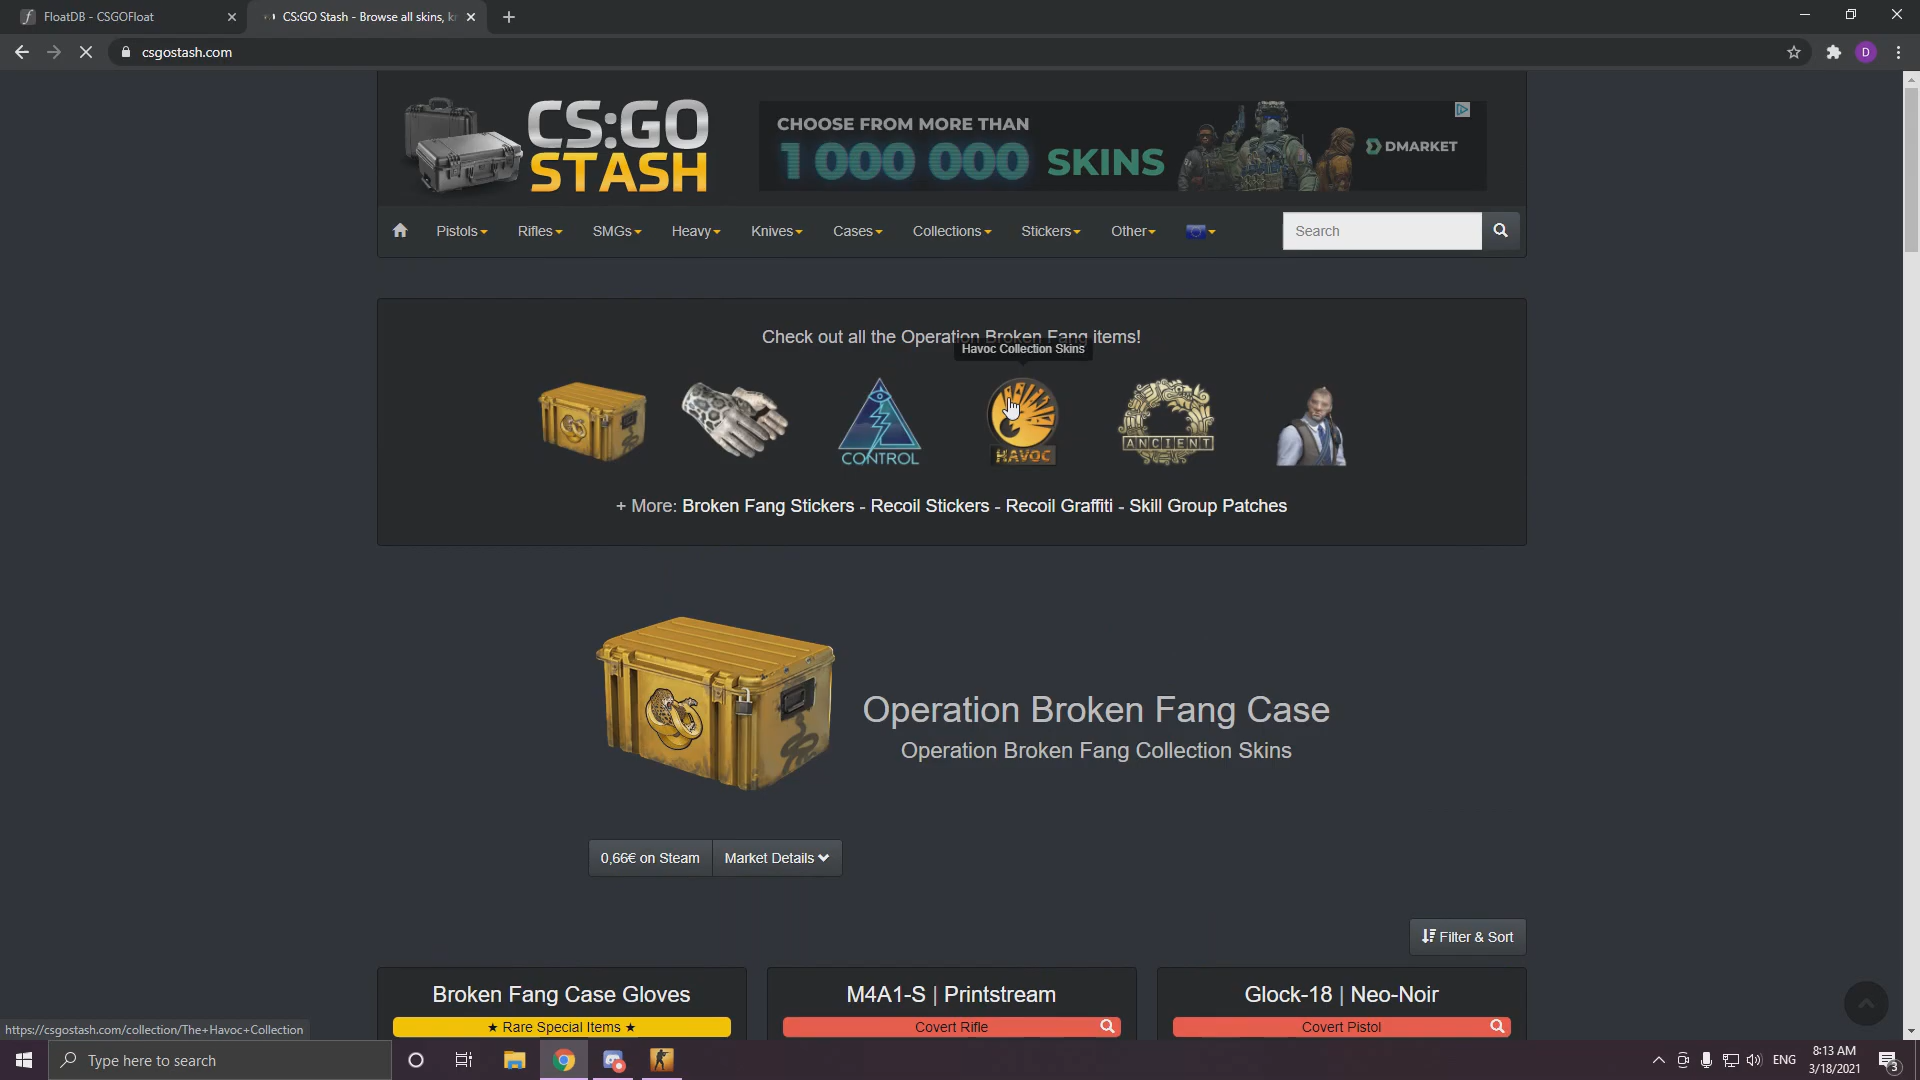 FloatDB - CSGOFloat
CS:GO Stash - Browse all skins, kn
csgostash.com
D
CS:GO
STASH
CHOOSE FROM MORE THAN
1 000 000 SKINS
DMARKET
Pistols
Rifles
SMGs
Heavy
Knives
Cases
Collections
Stickers
Other
Search
Check out all the Operation Broken Fang items!
Havoc Collection Skins
CONTROL
HAVOC
ANCIENT
+ More: Broken Fang Stickers - Recoil Stickers - Recoil Graffiti - Skill Group Patches
Operation Broken Fang Case
Operation Broken Fang Collection Skins
0,66€ on Steam
Market Details
Filter & Sort
Broken Fang Case Gloves
★ Rare Special Items ★
M4A1-S | Printstream
Covert Rifle
Glock-18 | Neo-Noir
Covert Pistol
https://csgostash.com/collection/The+Havoc+Collection
Type here to search
ENG
8:13 AM
3/18/2021
3